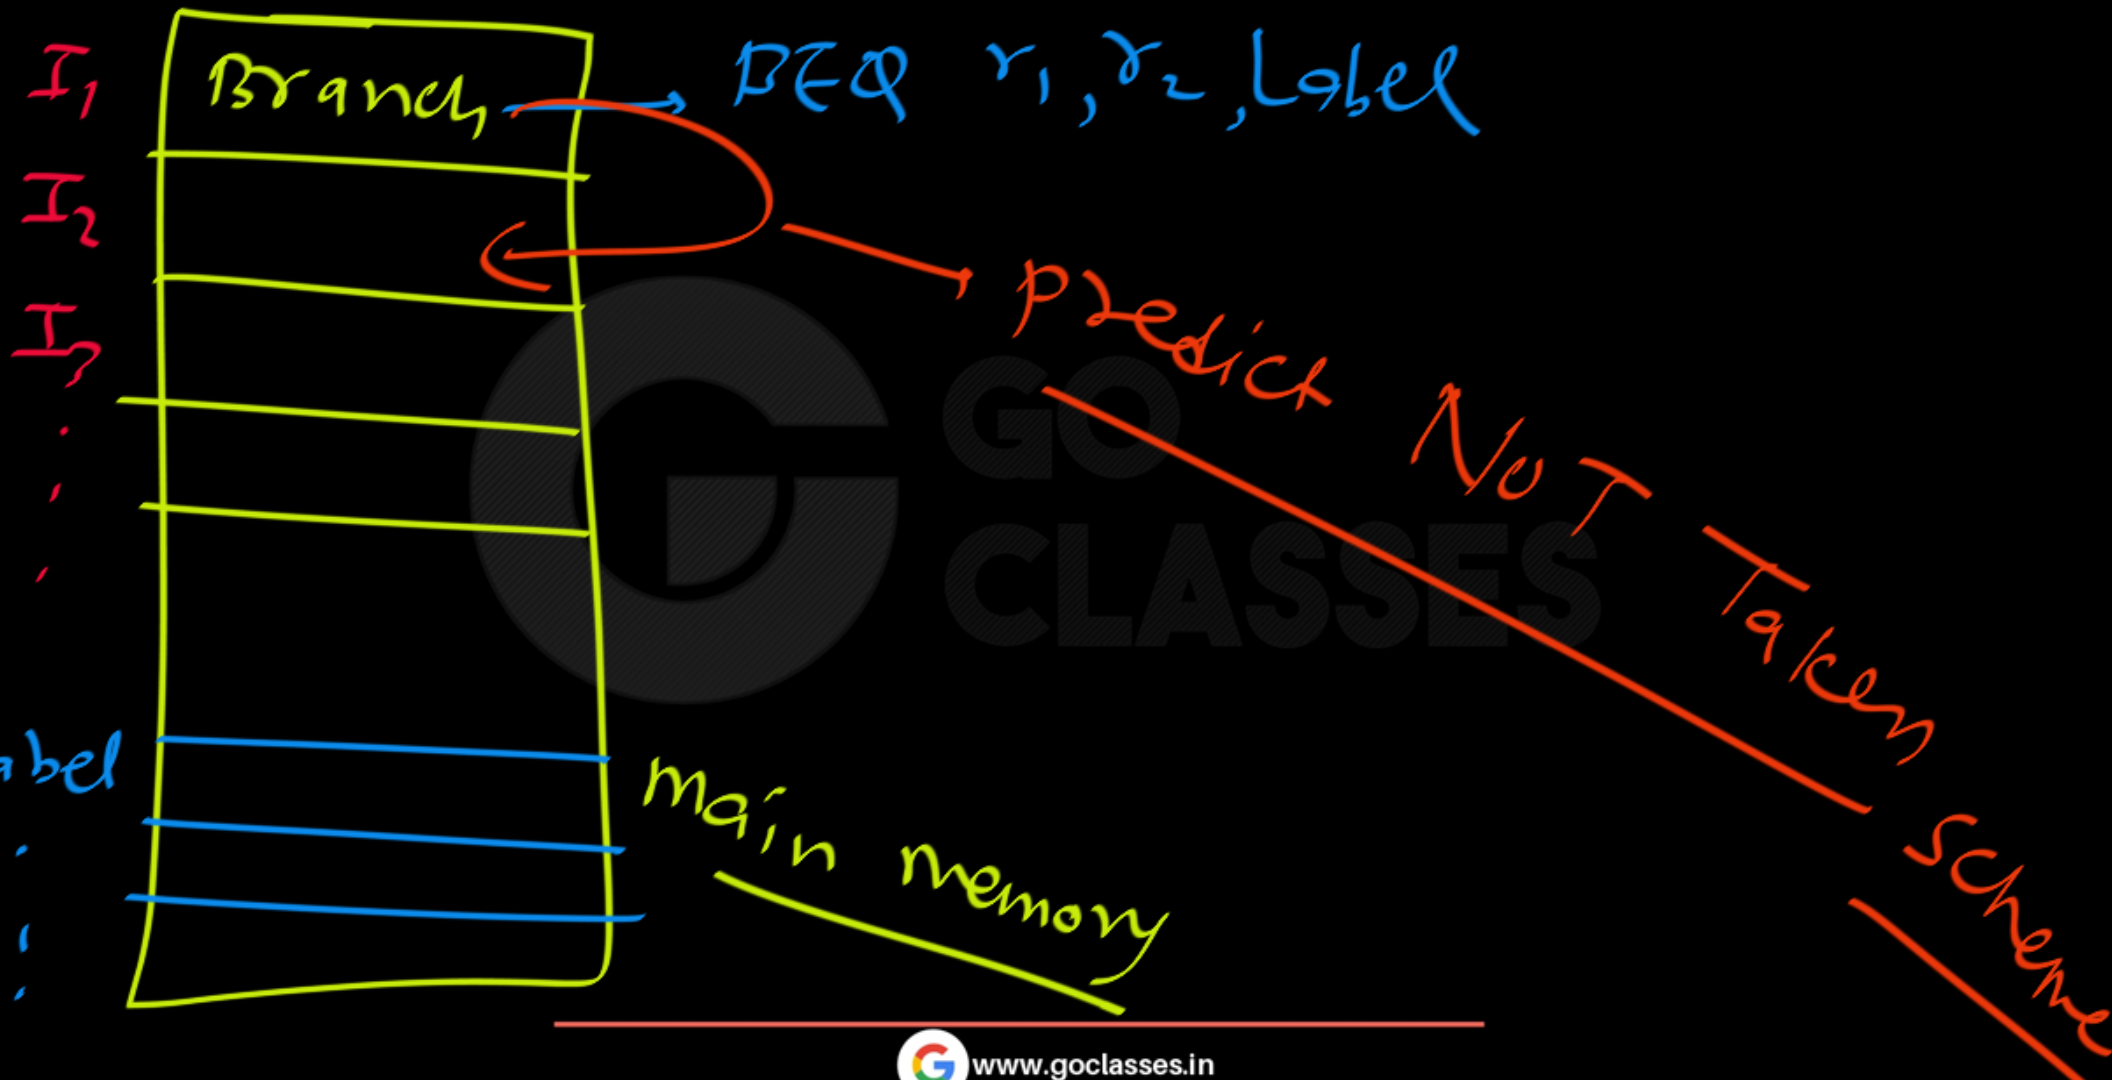 I1
Branch
BEQ r1, r2, Label
I2
I3
Predict NOT Taken Scheme
GO
CLASSES
abel
main memory
www.goclasses.in